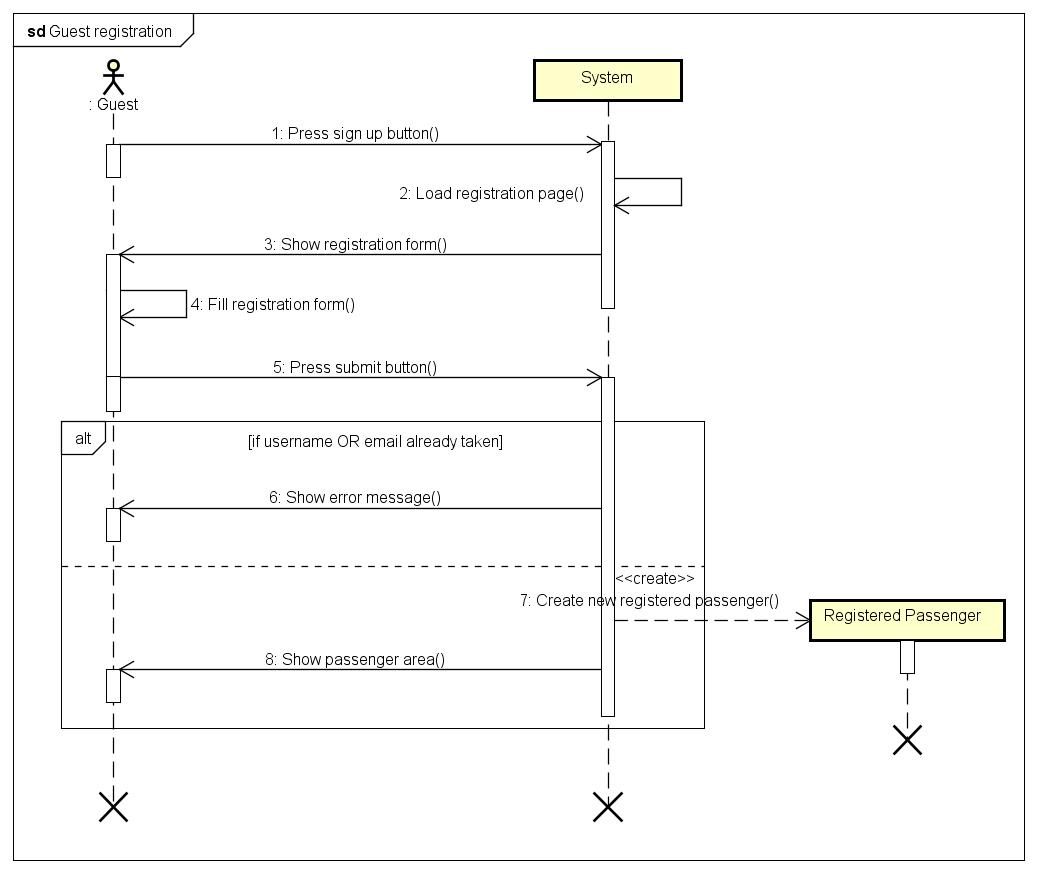 sd Guest registration
: Guest
System
1: Press sign up button()
2: Load registration page()
3: Show registration form()
4: Fill registration form()
5: Press submit button()
alt
[if username OR email already taken]
6: Show error message()
<<create>>
7: Create new registered passenger()
Registered Passenger
8: Show passenger area()